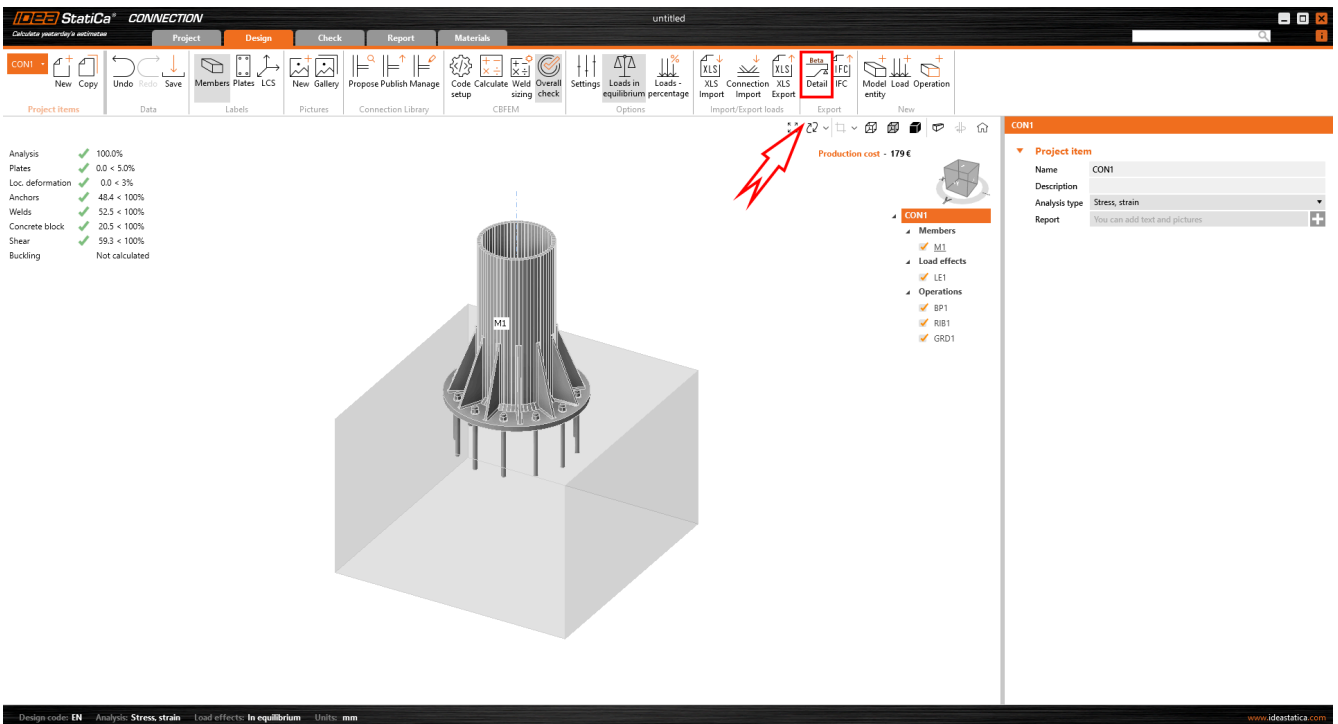 IDEA StatiCa® CONNECTION
untitled
Calculate yesterday's estimates
Project Design Check Report Materials
CON1
New Copy
Undo Redo Save
Members Plates LCS
New Gallery
Propose Publish Manage
Code setup
Calculate
Weld sizing
Overall check
Settings
Loads in equilibrium
Loads - percentage
XLS
XLS Import
Connection Import
XLS
XLS Export
Beta
Detail
IFC
IFC
Model entity
Load
Operation
Project items Data Labels Pictures Connection Library CBFEM Options Import/Export loads Export New
Analysis 100.0%
Plates 0.0 < 5.0%
Loc. deformation 0.0 < 3%
Anchors 48.4 < 100%
Welds 52.5 < 100%
Concrete block 20.5 < 100%
Shear 59.3 < 100%
Buckling Not calculated
Production cost - 179 €
M1
CON1
Members
M1
Load effects
LE1
Operations
BP1
RIB1
GRD1
CON1
Project item
Name CON1
Description
Analysis type Stress, strain
Report You can add text and pictures
Design code: EN Analysis: Stress, strain Load effects: In equilibrium Units: mm
www.ideastatica.com